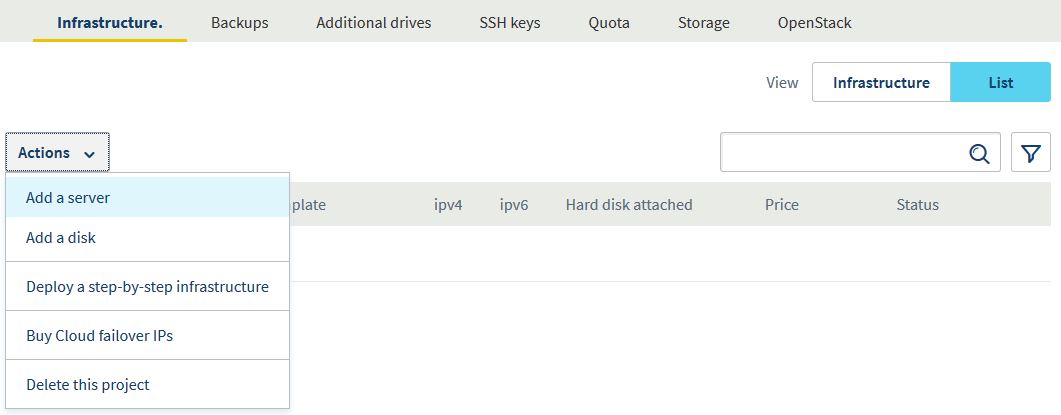 Infrastructure. Backups Additional drives SSH keys Quota Storage OpenStack
View Infrastructure List
Actions
Add a server
ipv4 ipv6 Hard disk attached Price Status
Add a disk
Deploy a step-by-step infrastructure
Buy Cloud failover IPs
Delete this project